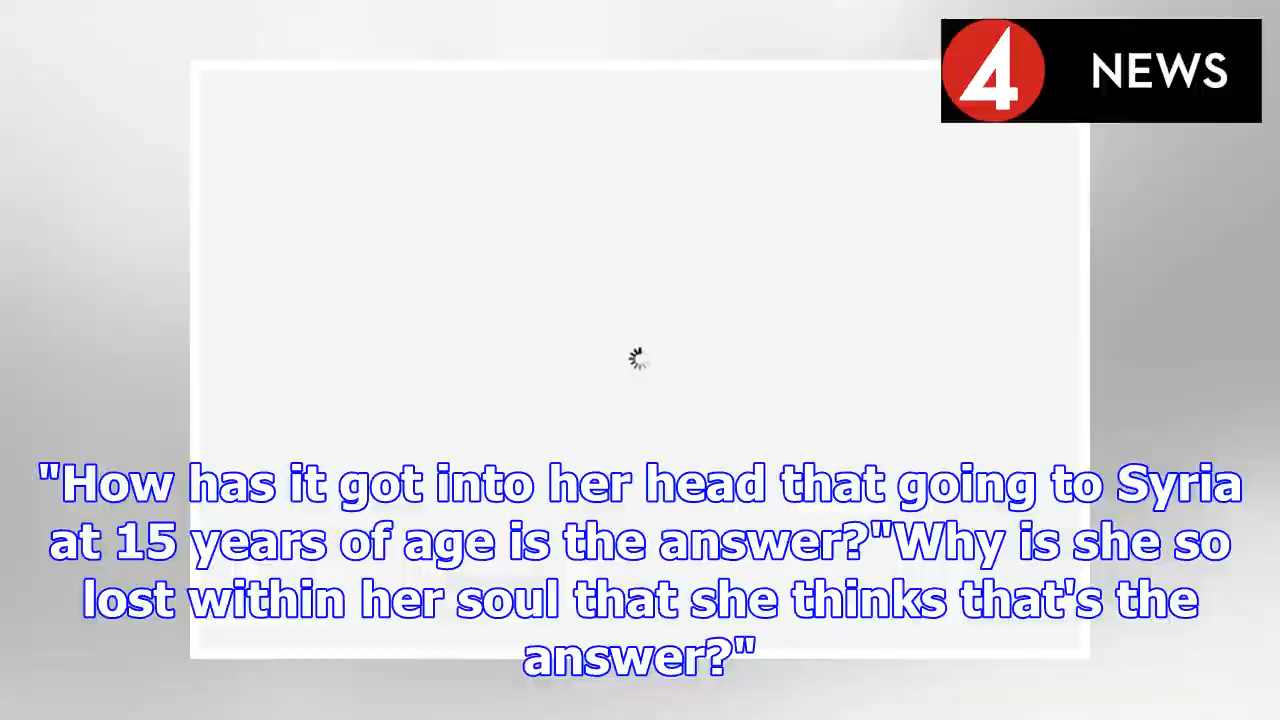 4 NEWS
"How has it got into her head that going to Syria
at 15 years of age is the answer?"Why is she so
lost within her soul that she thinks that's the
answer?"